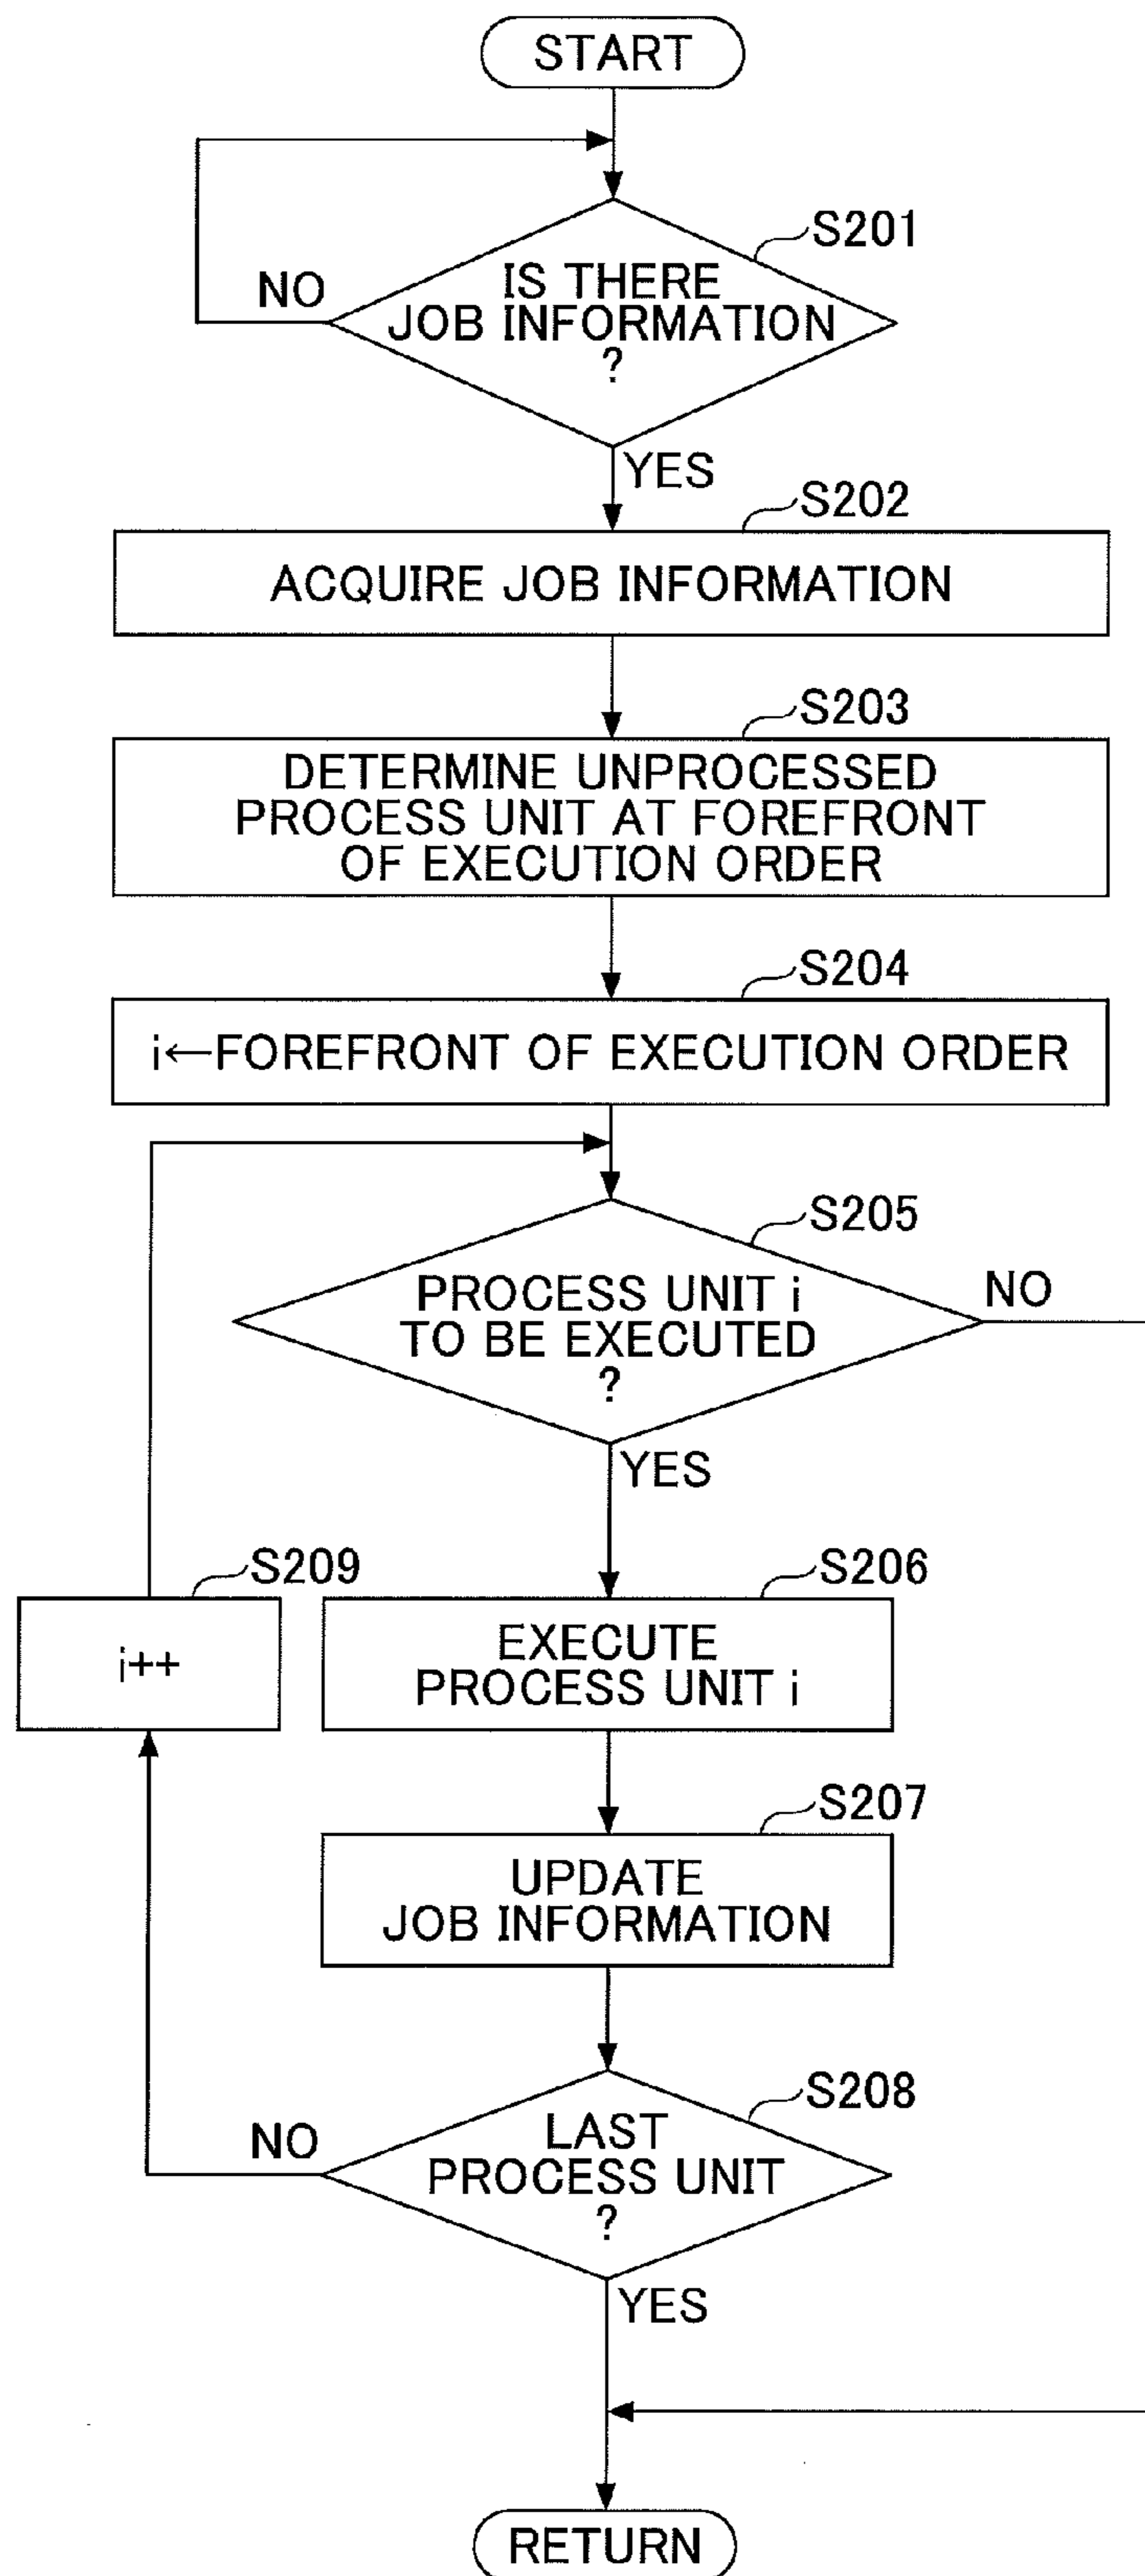 START
S201
IS THERE
JOB INFORMATION
?
NO
YES
S202
ACQUIRE JOB INFORMATION
S203
DETERMINE UNPROCESSED
PROCESS UNIT AT FOREFRONT
OF EXECUTION ORDER
S204
i←FOREFRONT OF EXECUTION ORDER
S205
PROCESS UNIT i
TO BE EXECUTED
?
NO
YES
S209
i++
S206
EXECUTE
PROCESS UNIT i
S207
UPDATE
JOB INFORMATION
S208
LAST
PROCESS UNIT
?
NO
YES
RETURN